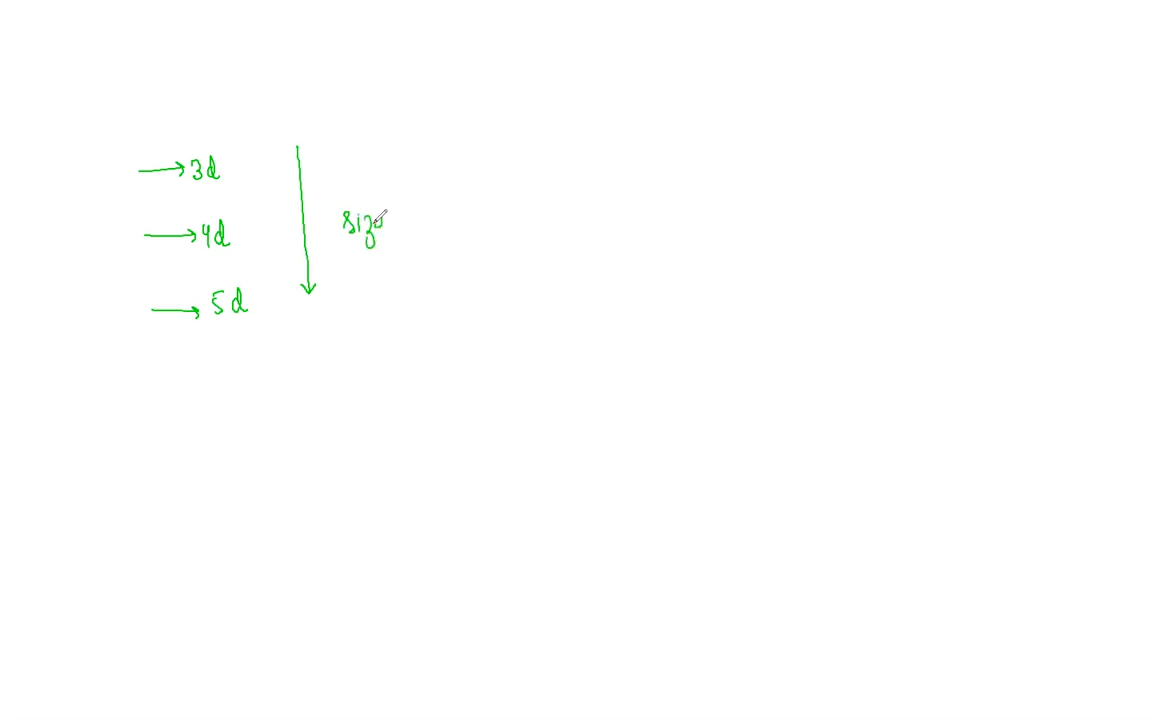 → 3d
→ 4d
size
→ 5d